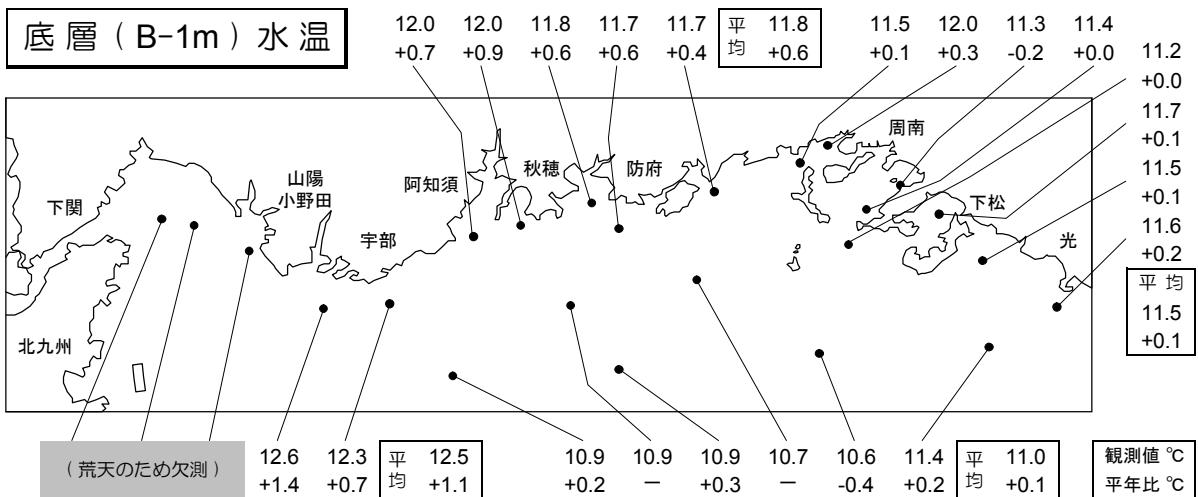 底層（B-1m）水温
12.0 12.0 11.8 11.7 11.7 平均 11.8 11.5 12.0 11.3 11.4
+0.7 +0.9 +0.6 +0.6 +0.4 +0.6 +0.1 +0.3 -0.2 +0.0
11.2
+0.0
11.7
+0.1
11.5
+0.1
11.6
+0.2
平均
11.5
+0.1
周南
秋穂
防府
山陽
小野田
阿知須
下関
下松
宇部
光
北九州
（荒天のため欠測）
12.6 12.3 平均 12.5 10.9 10.9 10.9 10.7 10.6 11.4 平均 11.0
+1.4 +0.7 +1.1 +0.2 － +0.3 － -0.4 +0.2 +0.1
観測値 ℃
平年比 ℃